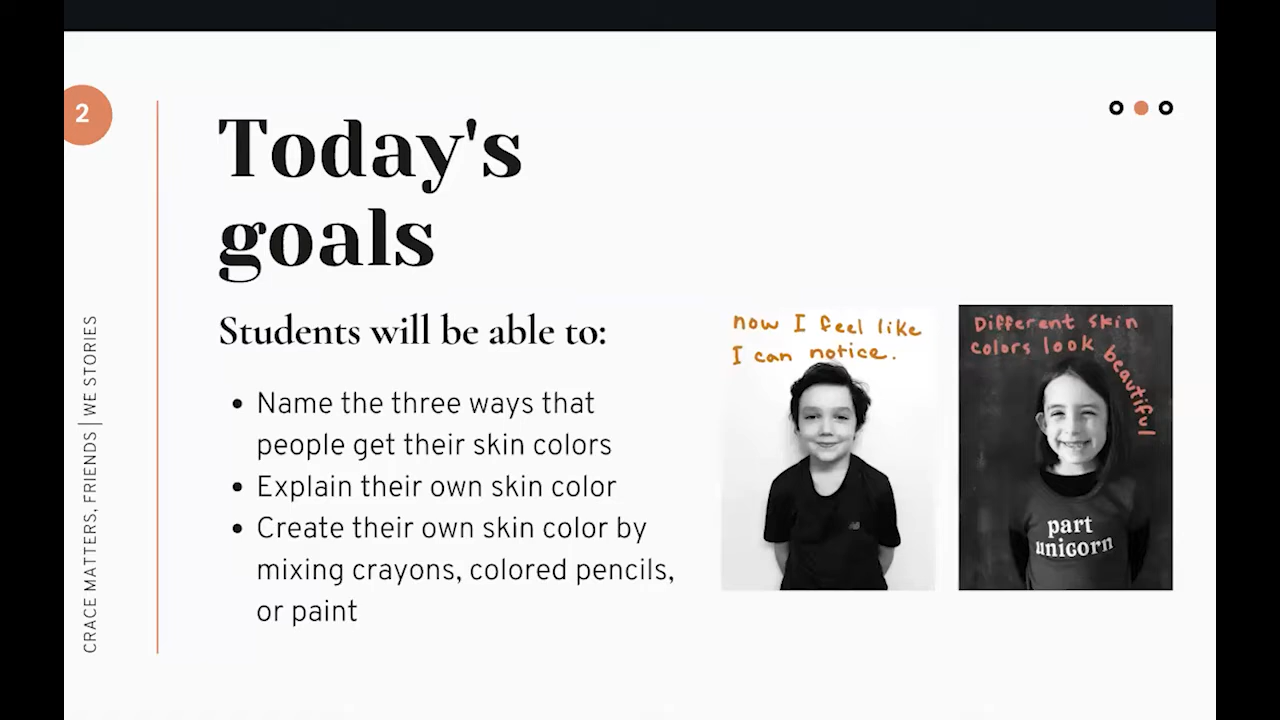 2
Today's
goals
Students will be able to:
• Name the three ways that
people get their skin colors
• Explain their own skin color
• Create their own skin color by
mixing crayons, colored pencils,
or paint
now I feel like
I can notice.
Different skin
colors look beautiful
part
unicorn
CRACE MATTERS, FRIENDS | WE STORIES